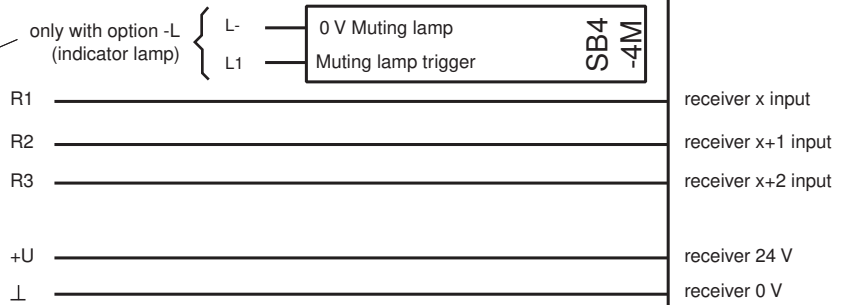 only with option -L
(indicator lamp)
L- 0 V Muting lamp
L1 Muting lamp trigger
SB4
-4M
R1 receiver x input
R2 receiver x+1 input
R3 receiver x+2 input
+U receiver 24 V
⊥ receiver 0 V